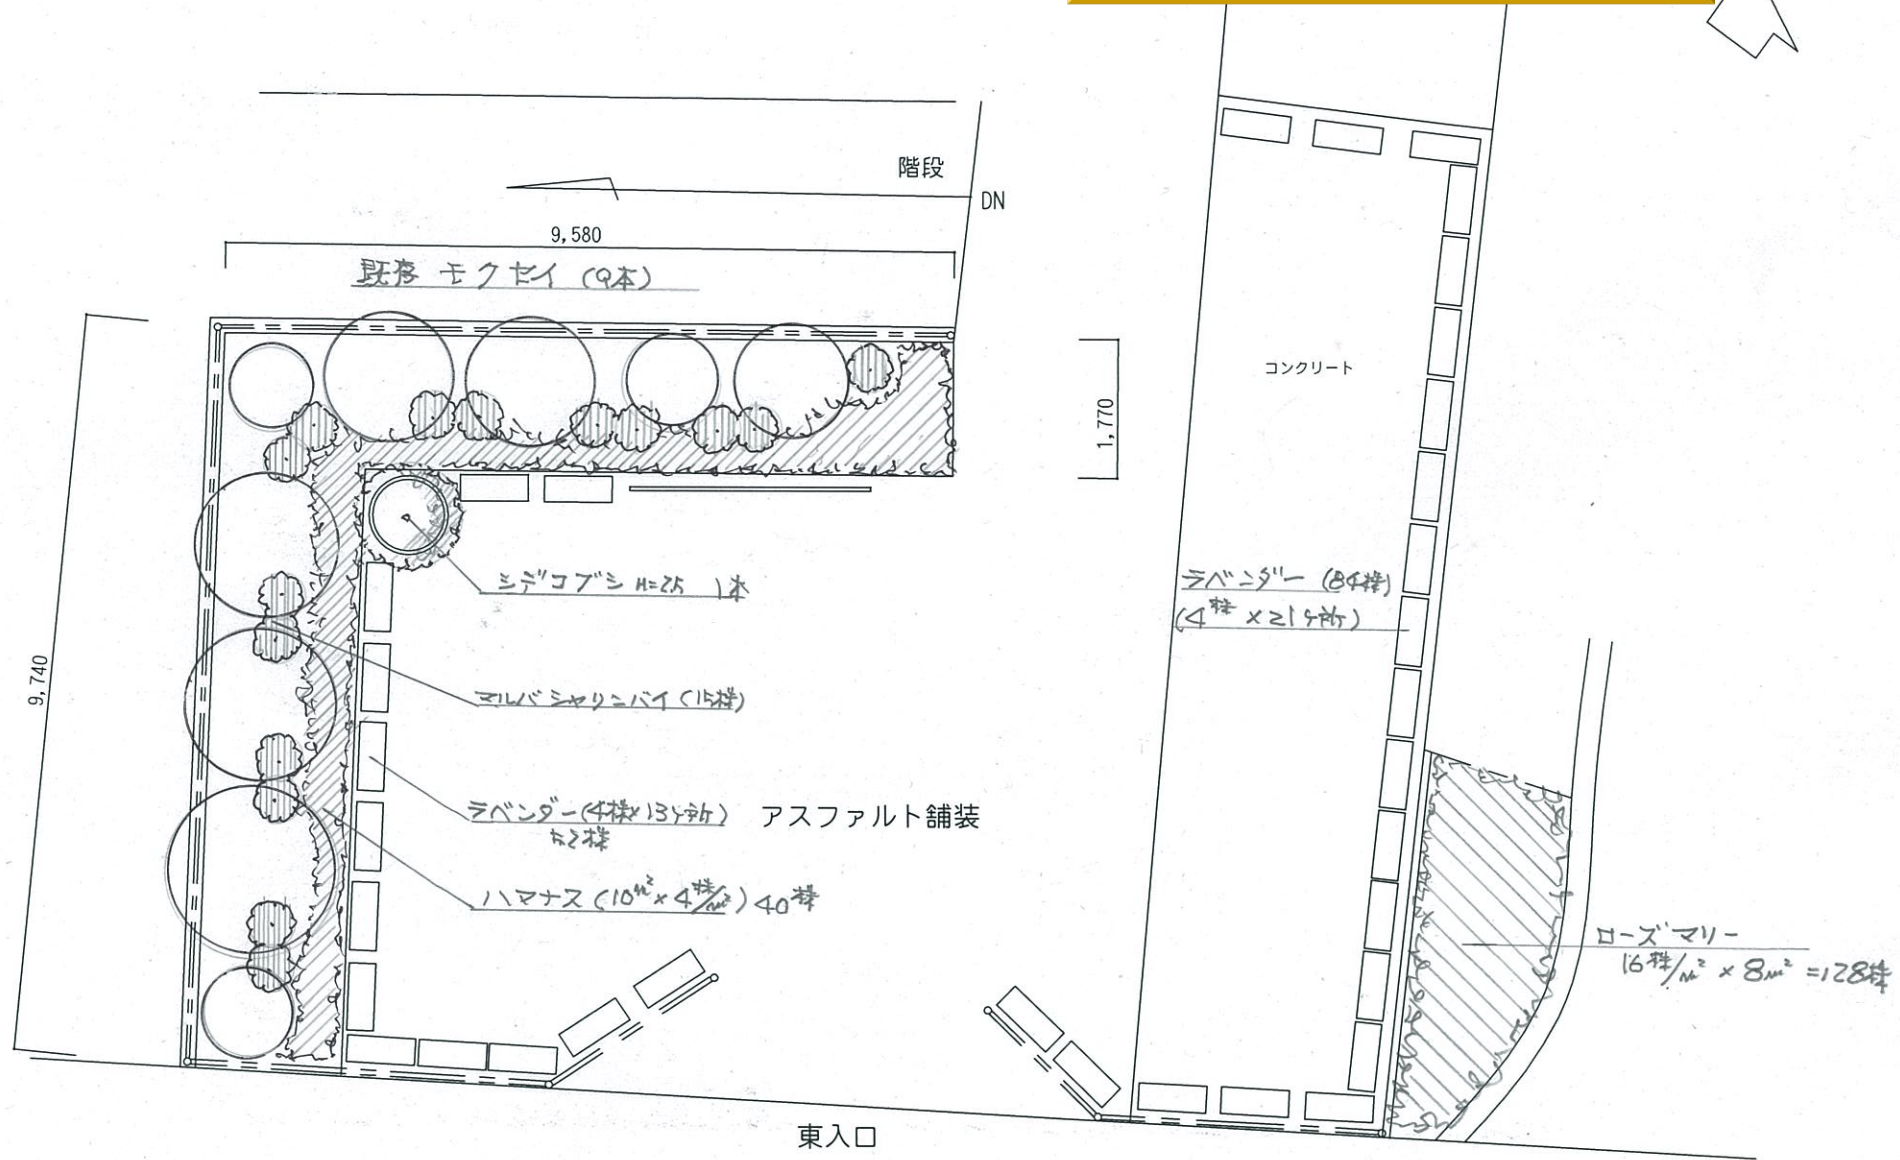 階段
DN
9,580
既存 モクセイ (9本)
1,770
9,740
コンクリート
シデコブシ H=2.5 1本
ラベンダー (84株)
(4株 × 21ヶ所)
マルバシャリンバイ (15株)
ラベンダー (4株×13ヶ所)
52株
アスファルト舗装
ハマナス (10m² × 4株/m²) 40株
ローズマリー
16株/m² × 8m² = 128株
東入口